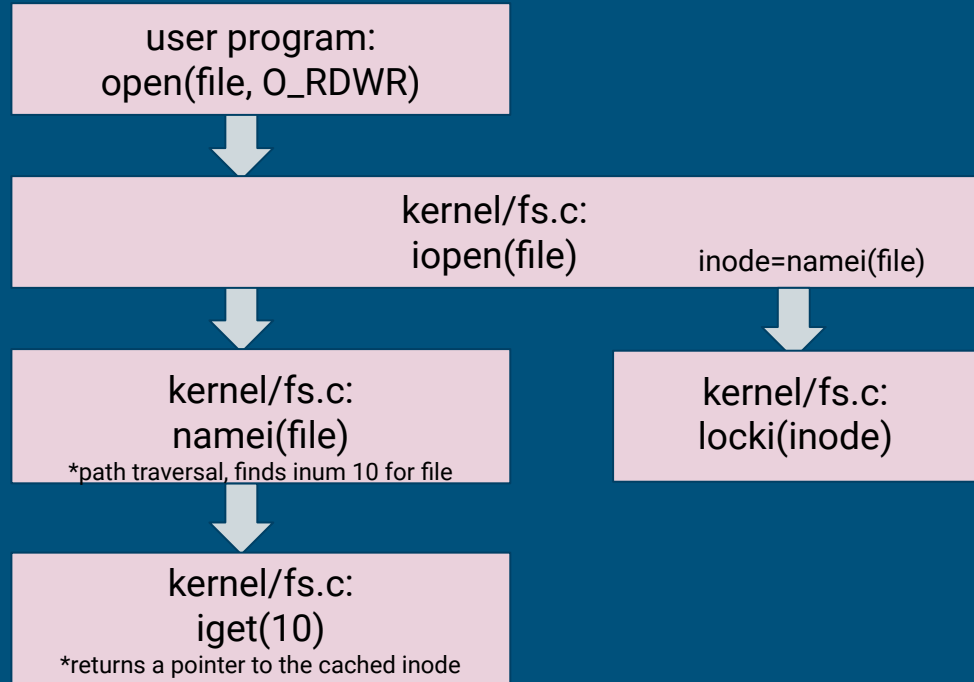 user program:
open(file, O_RDWR)
kernel/fs.c:
iopen(file)
inode=namei(file)
kernel/fs.c:
namei(file)
*path traversal, finds inum 10 for file
kernel/fs.c:
locki(inode)
kernel/fs.c:
iget(10)
*returns a pointer to the cached inode